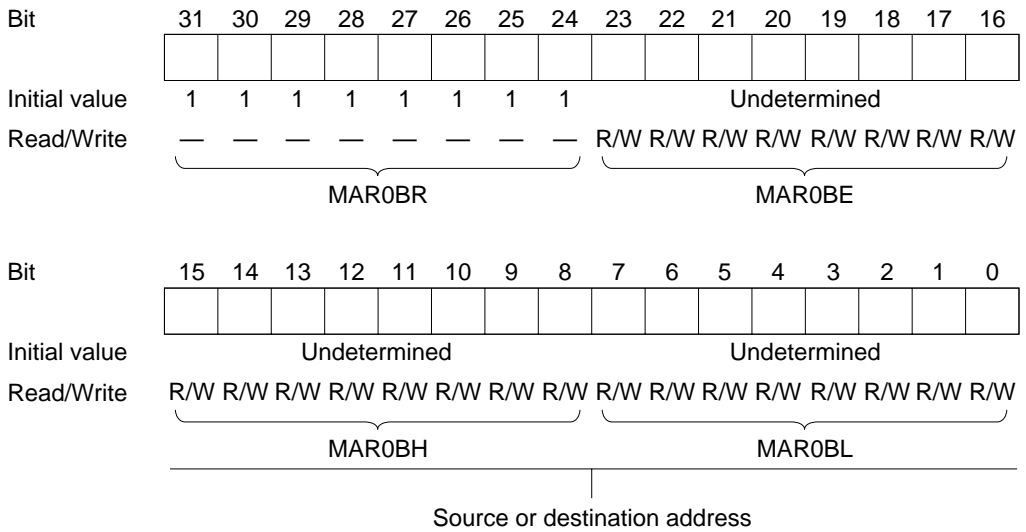 Bit 31 30 29 28 27 26 25 24 23 22 21 20 19 18 17 16
Initial value 1 1 1 1 1 1 1 1 Undetermined
Read/Write — — — — — — — — R/W R/W R/W R/W R/W R/W R/W R/W
MAR0BR MAR0BE
Bit 15 14 13 12 11 10 9 8 7 6 5 4 3 2 1 0
Initial value Undetermined Undetermined
Read/Write R/W R/W R/W R/W R/W R/W R/W R/W R/W R/W R/W R/W R/W R/W R/W R/W
MAR0BH MAR0BL
Source or destination address